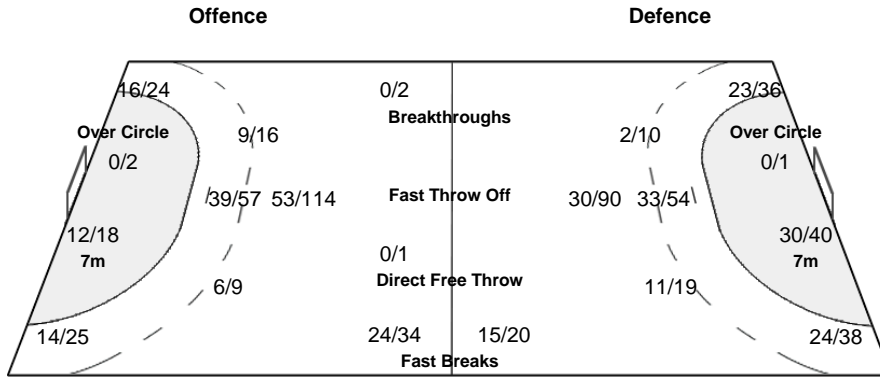 Offence Defence
16/24 0/2 23/36
Breakthroughs
Over Circle 9/16 2/10 Over Circle
0/2 0/1
39/57 53/114 Fast Throw Off 30/90 33/54
12/18 30/40
0/1
7m 7m
Direct Free Throw
6/9 11/19
14/25 24/34 15/20 24/38
Fast Breaks